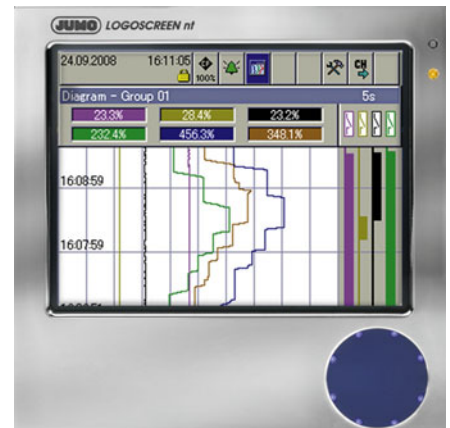 JUMO LOGOSCREEN nt
24.09.2008 16:11:05 100% CH
Diagram - Group 01 5s
23.3% 28.4% 23.2%
232.4% 456.3% 348.1%
16:08:59
16:07:59